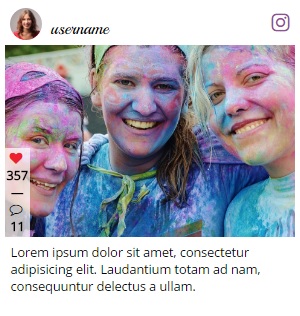 username
357
11
Lorem ipsum dolor sit amet, consectetur
adipisicing elit. Laudantium totam ad nam,
consequuntur delectus a ullam.